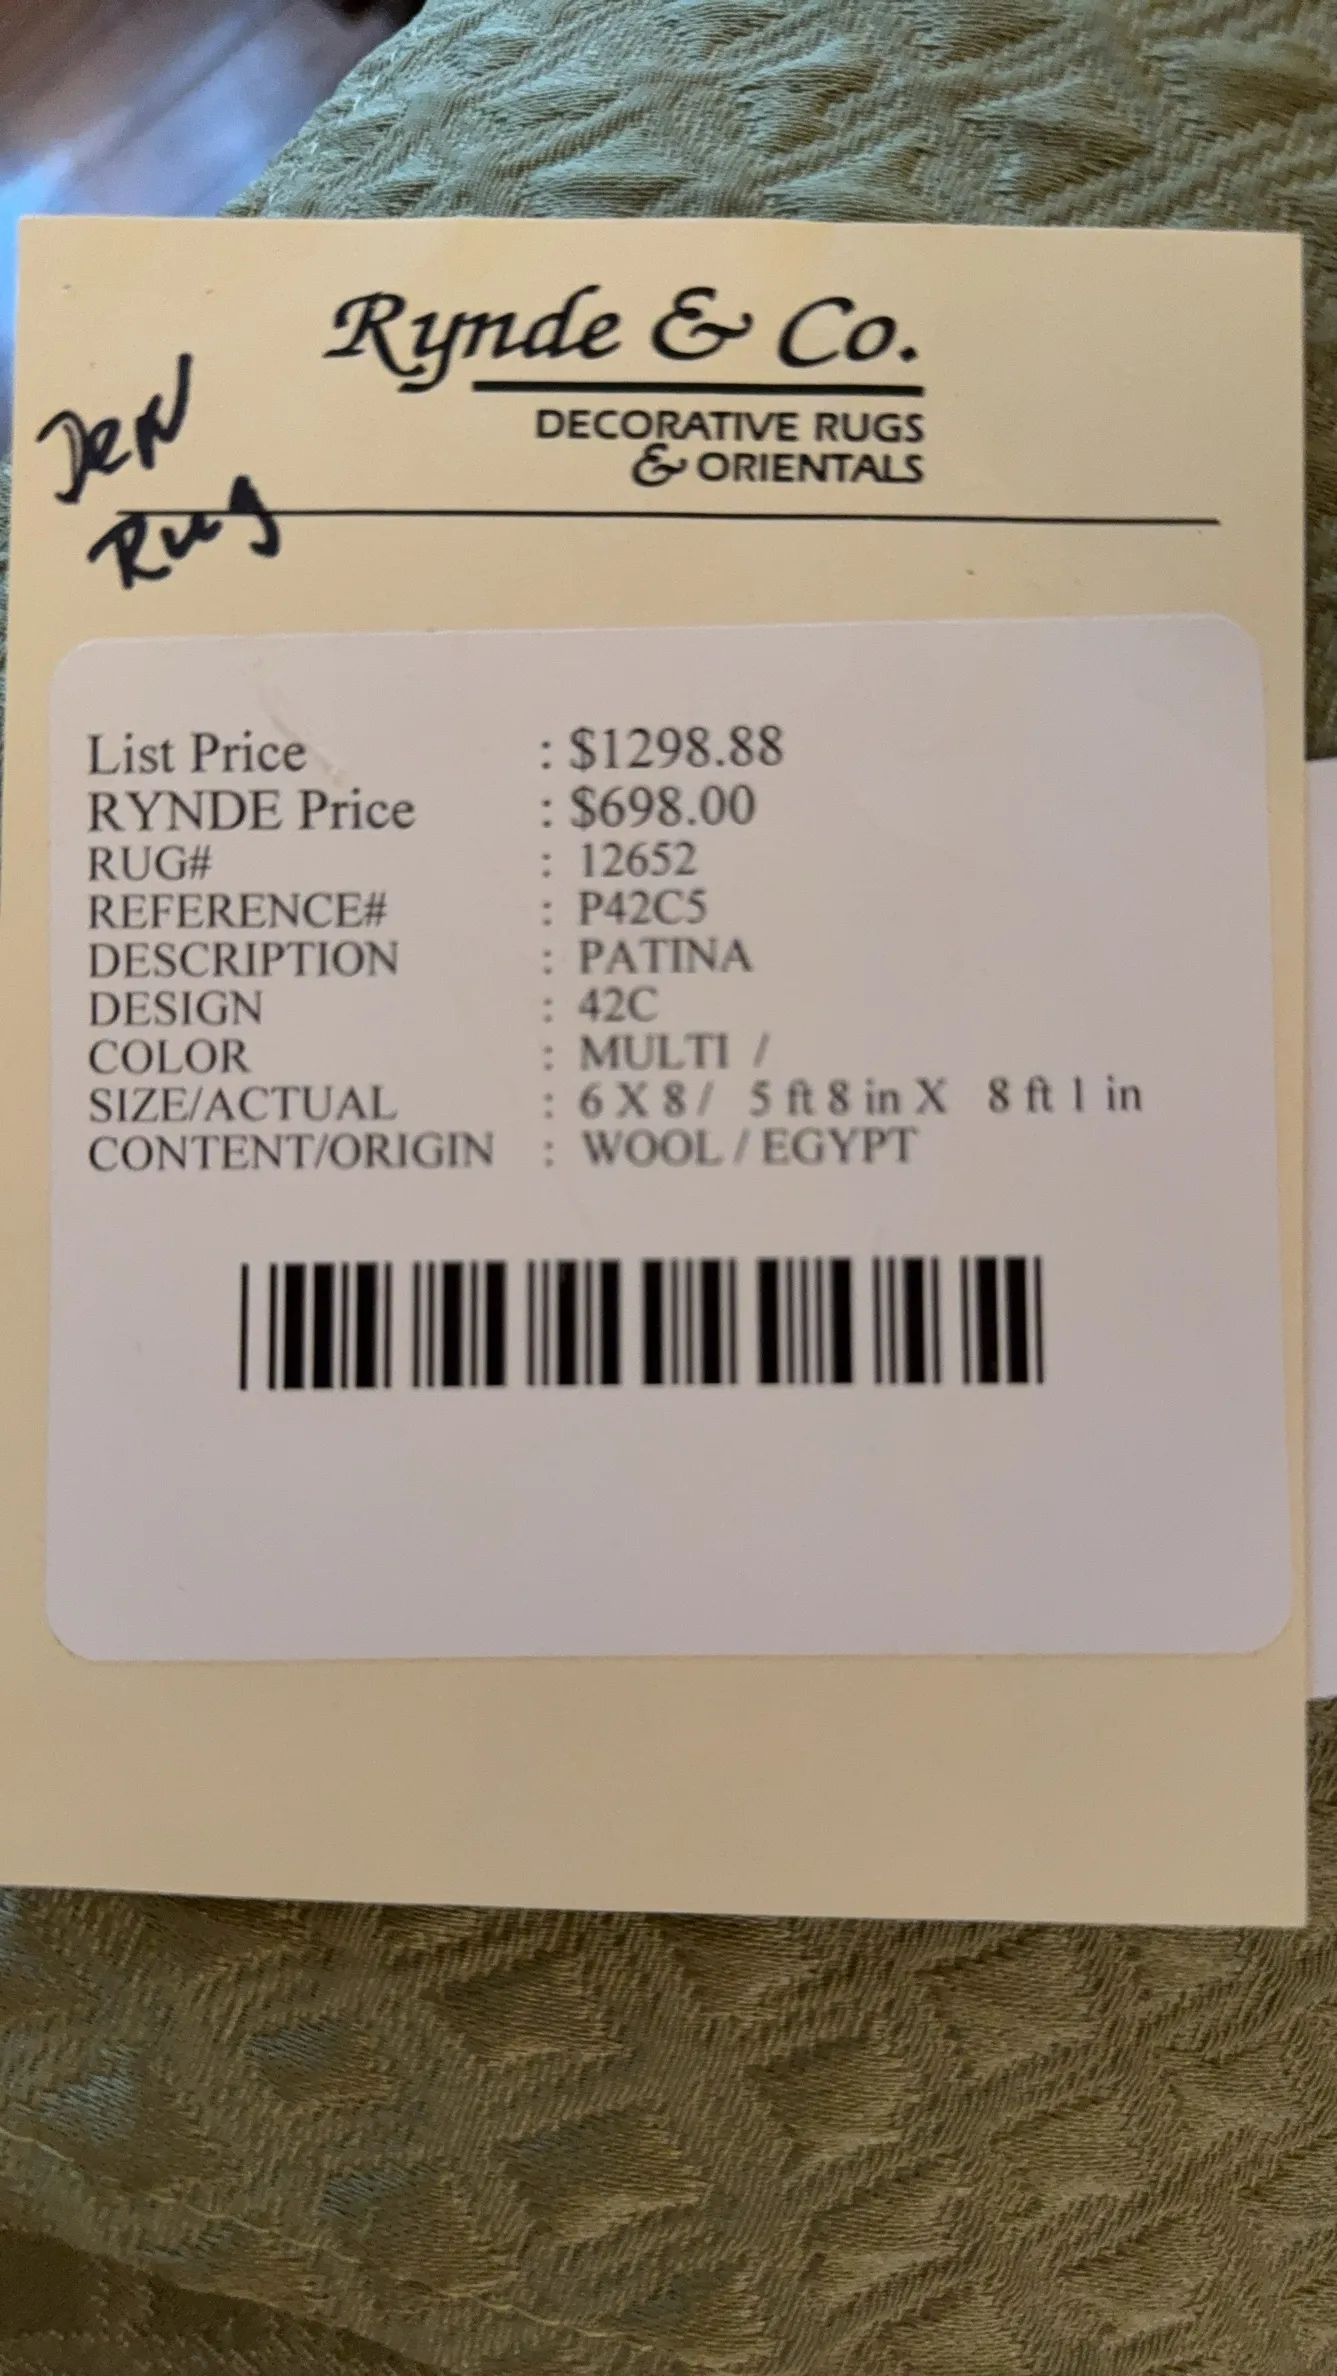 Rynde & Co.
DECORATIVE RUGS
& ORIENTALS
Den
Rug
List Price : $1298.88
RYNDE Price : $698.00
RUG# : 12652
REFERENCE# : P42C5
DESCRIPTION : PATINA
DESIGN : 42C
COLOR : MULTI /
SIZE/ACTUAL : 6 X 8 / 5 ft 8 in X 8 ft 1 in
CONTENT/ORIGIN : WOOL / EGYPT